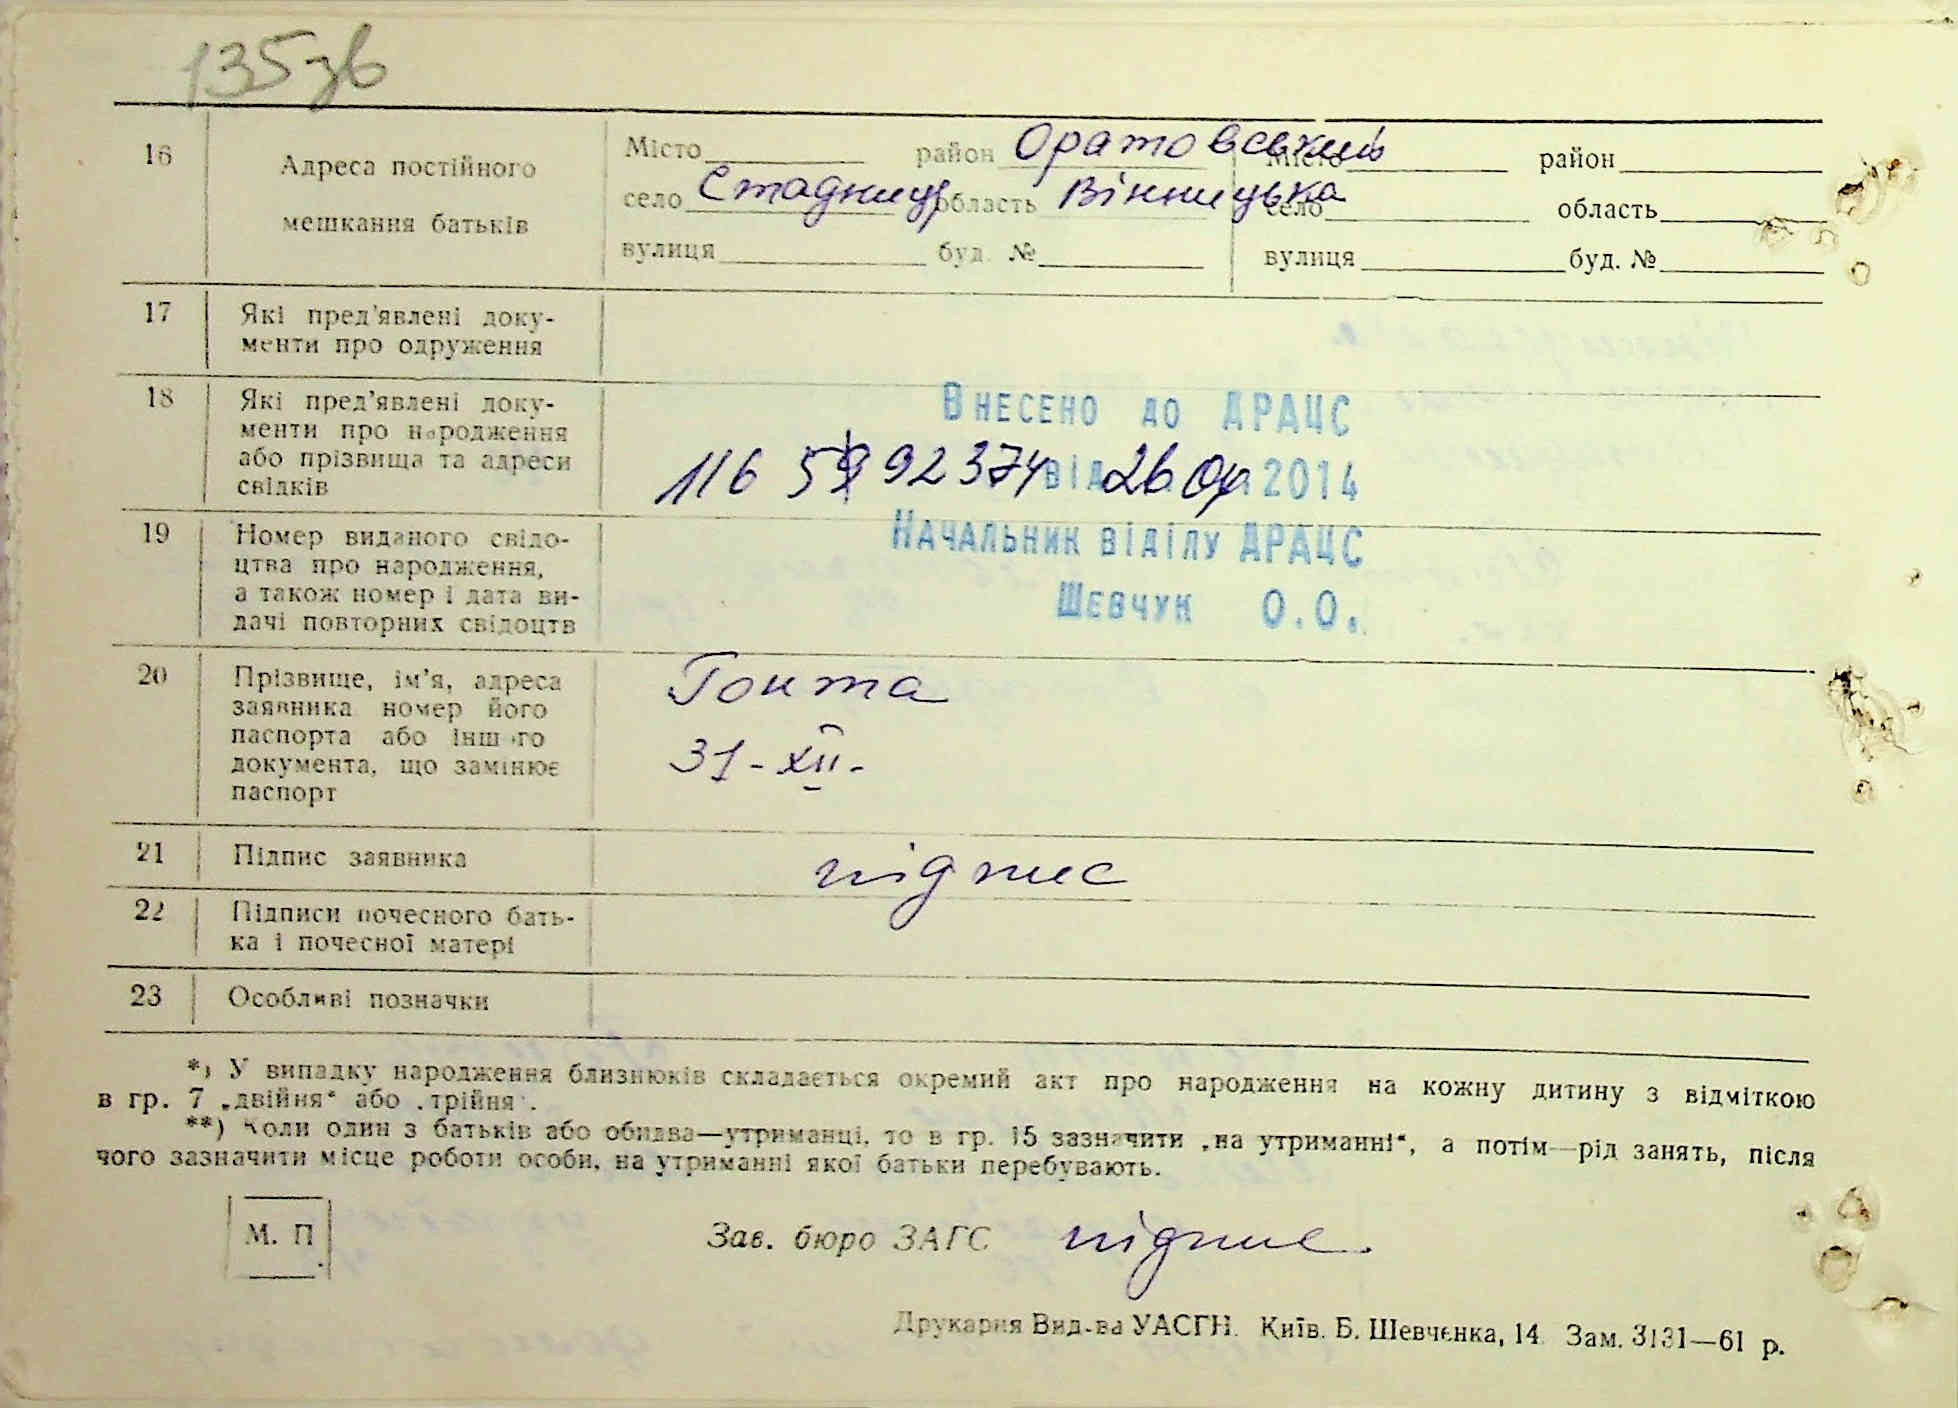 135зв
16 Адреса постійного мешкання батьків
Місто район Оратовський Місто район
село Стадниця область Вінницька село область
вулиця буд. № вулиця буд. №
17 Які пред'явлені доку-
менти про одруження
18 Які пред'явлені доку-
менти про народження
або прізвища та адреси
свідків
Внесено до ДРАЦС
116 592374 від 26 04 2014
Начальник віділу ДРАЦС
Шевчук О.О.
19 Номер виданого свідо-
цтва про народження,
а також номер і дата ви-
дачі повторних свідоцтв
20 Прізвище, ім'я, адреса
заявника номер його
паспорта або іншого
документа, що замінює
паспорт
Гонта
31-XII-
21 Підпис заявника підпис
22 Підписи почесного бать-
ка і почесної матері
23 Особливі позначки
*) У випадку народження близнюків складається окремий акт про народження на кожну дитину з відміткою
в гр. 7 „двійня“ або „трійня“.
**) Коли один з батьків або обидва—утриманці, то в гр. 15 зазначити „на утриманні“, а потім—рід занять, після
чого зазначити місце роботи особи, на утриманні якої батьки перебувають.
М. П.
Зав. бюро ЗАГС підпис.
Друкарня Вид-ва УАСГН. Київ. Б. Шевченка, 14. Зам. 3131—61 р.